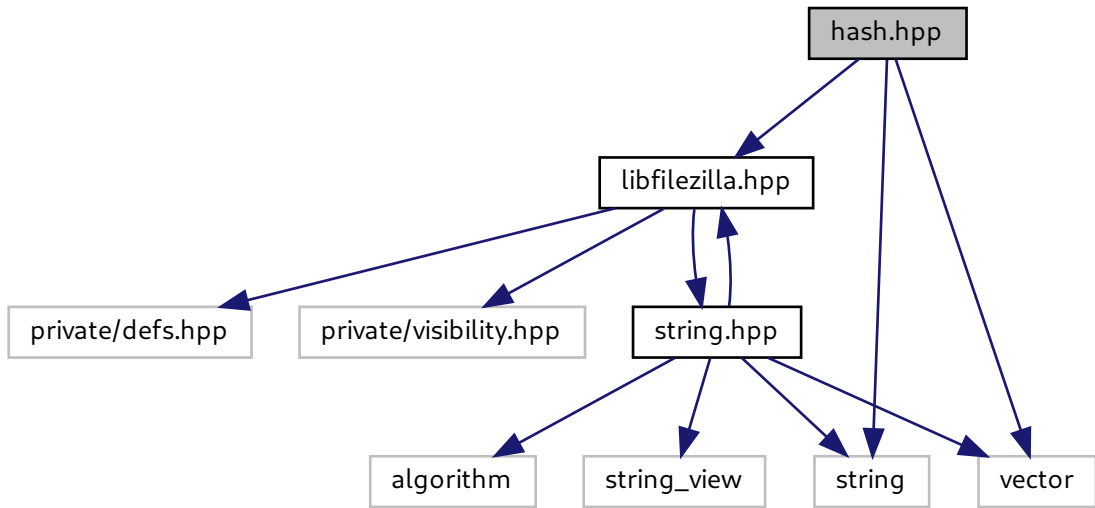 hash.hpp
libfilezilla.hpp
private/defs.hpp
private/visibility.hpp
string.hpp
algorithm
string_view
string
vector